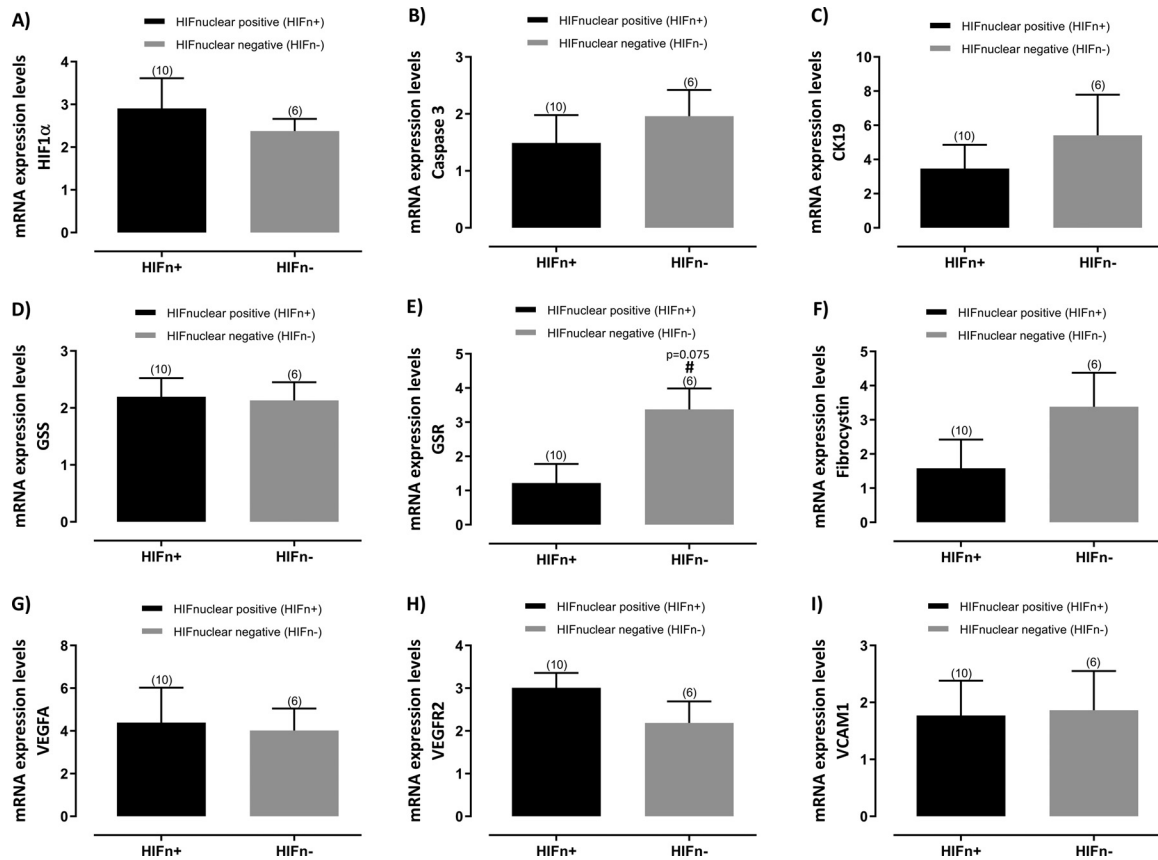 A)
HIFnuclear positive (HIFn+)
HIFnuclear negative (HIFn-)
mRNA expression levels
HIF1α
4
3
2
1
0
(10)
(6)
HIFn+
HIFn-
B)
HIFnuclear positive (HIFn+)
HIFnuclear negative (HIFn-)
mRNA expression levels
Caspase 3
3
2
1
0
(10)
(6)
HIFn+
HIFn-
C)
HIFnuclear positive (HIFn+)
HIFnuclear negative (HIFn-)
mRNA expression levels
CK19
10
8
6
4
2
0
(10)
(6)
HIFn+
HIFn-
D)
HIFnuclear positive (HIFn+)
HIFnuclear negative (HIFn-)
mRNA expression levels
GSS
3
2
1
0
(10)
(6)
HIFn+
HIFn-
E)
HIFnuclear positive (HIFn+)
HIFnuclear negative (HIFn-)
mRNA expression levels
GSR
5
4
3
2
1
0
(10)
p=0.075
#
(6)
HIFn+
HIFn-
F)
HIFnuclear positive (HIFn+)
HIFnuclear negative (HIFn-)
mRNA expression levels
Fibrocystin
5
4
3
2
1
0
(10)
(6)
HIFn+
HIFn-
G)
HIFnuclear positive (HIFn+)
HIFnuclear negative (HIFn-)
mRNA expression levels
VEGFA
8
6
4
2
0
(10)
(6)
HIFn+
HIFn-
H)
HIFnuclear positive (HIFn+)
HIFnuclear negative (HIFn-)
mRNA expression levels
VEGFR2
4
3
2
1
0
(10)
(6)
HIFn+
HIFn-
I)
HIFnuclear positive (HIFn+)
HIFnuclear negative (HIFn-)
mRNA expression levels
VCAM1
3
2
1
0
(10)
(6)
HIFn+
HIFn-